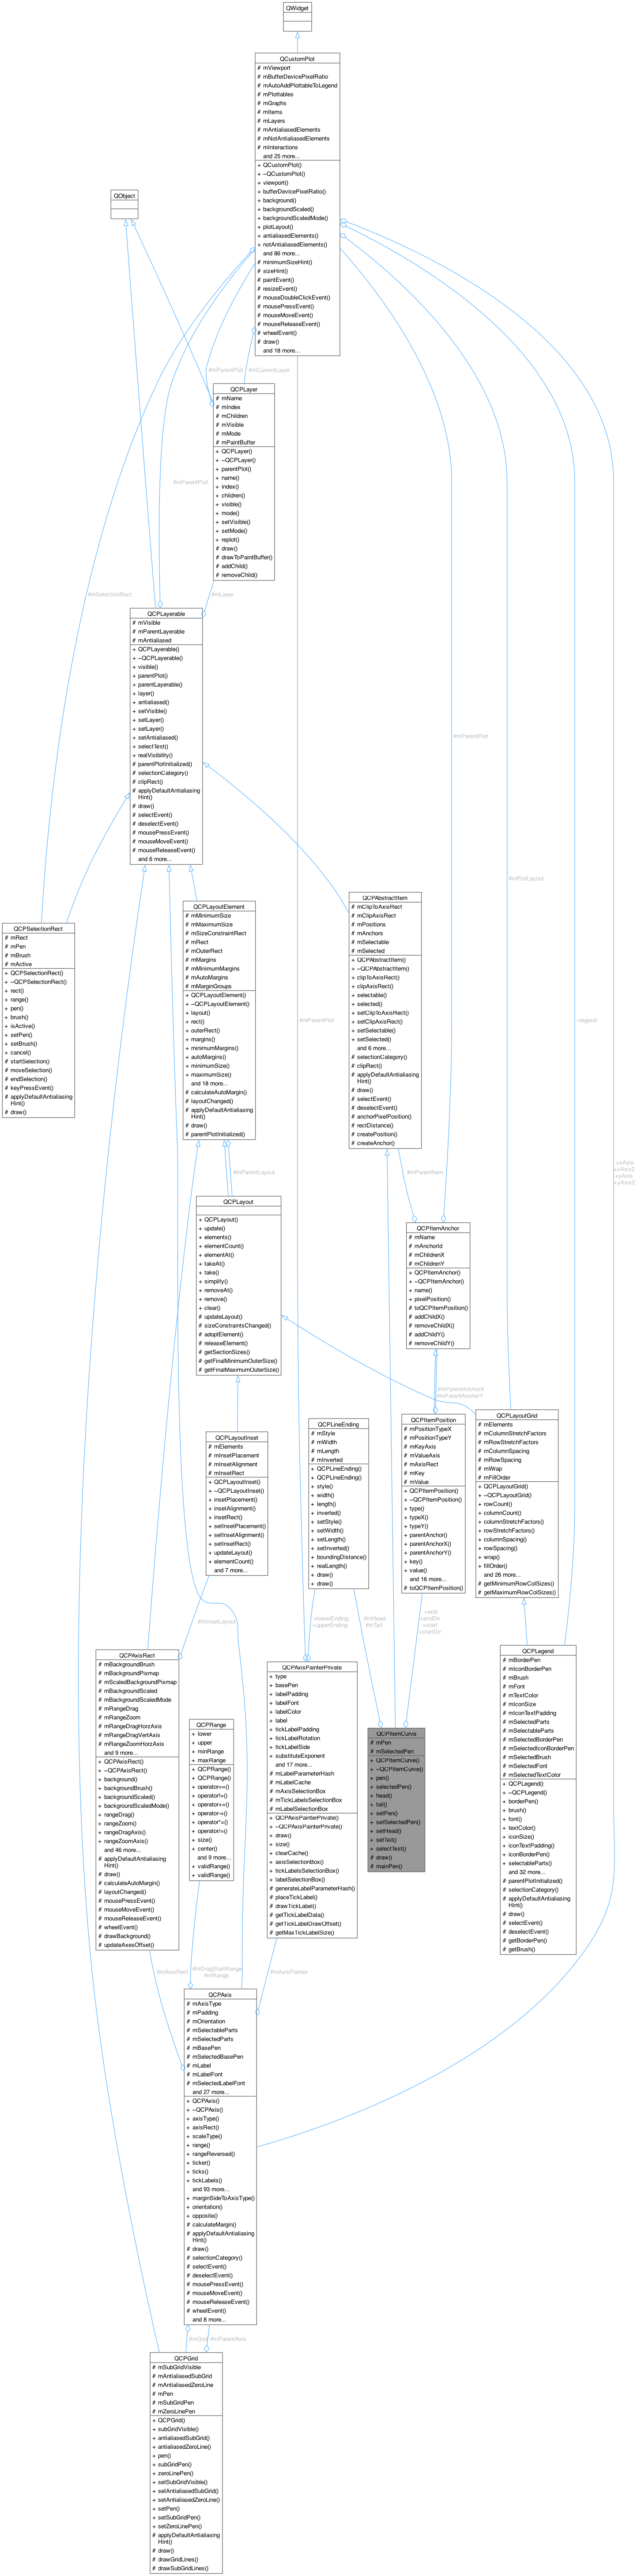 QWidget
QCustomPlot
# mViewport
# mBufferDevicePixelRatio
# mAutoAddPlottableToLegend
# mPlottables
# mGraphs
# mItems
# mLayers
# mAntialiasedElements
# mNotAntialiasedElements
# mInteractions
and 25 more...
+ QCustomPlot()
+ ~QCustomPlot()
+ viewport()
+ bufferDevicePixelRatio()
+ background()
+ backgroundScaled()
+ backgroundScaledMode()
+ plotLayout()
+ antialiasedElements()
+ notAntialiasedElements()
and 86 more...
# minimumSizeHint()
# sizeHint()
# paintEvent()
# resizeEvent()
# mouseDoubleClickEvent()
# mousePressEvent()
# mouseMoveEvent()
# mouseReleaseEvent()
# wheelEvent()
# draw()
and 18 more...
QObject
#mParentPlot
#mCurrentLayer
QCPLayer
# mName
# mIndex
# mChildren
# mVisible
# mMode
# mPaintBuffer
+ QCPLayer()
+ ~QCPLayer()
+ parentPlot()
+ name()
+ index()
+ children()
+ visible()
+ mode()
+ setVisible()
+ setMode()
+ replot()
# draw()
# drawToPaintBuffer()
# addChild()
# removeChild()
#mParentPlot
#mSelectionRect
#mLayer
QCPLayerable
# mVisible
# mParentLayerable
# mAntialiased
+ QCPLayerable()
+ ~QCPLayerable()
+ visible()
+ parentPlot()
+ parentLayerable()
+ layer()
+ antialiased()
+ setVisible()
+ setLayer()
+ setLayer()
+ setAntialiased()
+ selectTest()
+ realVisibility()
# parentPlotInitialized()
# selectionCategory()
# clipRect()
# applyDefaultAntialiasing
Hint()
# draw()
# selectEvent()
# deselectEvent()
# mousePressEvent()
# mouseMoveEvent()
# mouseReleaseEvent()
and 6 more...
#mParentPlot
#mPlotLayout
QCPSelectionRect
# mRect
# mPen
# mBrush
# mActive
+ QCPSelectionRect()
+ ~QCPSelectionRect()
+ rect()
+ range()
+ pen()
+ brush()
+ isActive()
+ setPen()
+ setBrush()
+ cancel()
# startSelection()
# moveSelection()
# endSelection()
# keyPressEvent()
# applyDefaultAntialiasing
Hint()
# draw()
QCPLayoutElement
# mMinimumSize
# mMaximumSize
# mSizeConstraintRect
# mRect
# mOuterRect
# mMargins
# mMinimumMargins
# mAutoMargins
# mMarginGroups
+ QCPLayoutElement()
+ ~QCPLayoutElement()
+ layout()
+ rect()
+ outerRect()
+ margins()
+ minimumMargins()
+ autoMargins()
+ minimumSize()
+ maximumSize()
and 18 more...
# calculateAutoMargin()
# layoutChanged()
# applyDefaultAntialiasing
Hint()
# draw()
# parentPlotInitialized()
QCPAbstractItem
# mClipToAxisRect
# mClipAxisRect
# mPositions
# mAnchors
# mSelectable
# mSelected
+ QCPAbstractItem()
+ ~QCPAbstractItem()
+ clipToAxisRect()
+ clipAxisRect()
+ selectable()
+ selected()
+ setClipToAxisRect()
+ setClipAxisRect()
+ setSelectable()
+ setSelected()
and 6 more...
# selectionCategory()
# clipRect()
# applyDefaultAntialiasing
Hint()
# draw()
# selectEvent()
# deselectEvent()
# anchorPixelPosition()
# rectDistance()
# createPosition()
# createAnchor()
#mParentPlot
+legend
#mParentLayout
#mParentItem
+xAxis
+xAxis2
+yAxis
+yAxis2
QCPLayout
+ QCPLayout()
+ update()
+ elements()
+ elementCount()
+ elementAt()
+ takeAt()
+ take()
+ simplify()
+ removeAt()
+ remove()
+ clear()
# updateLayout()
# sizeConstraintsChanged()
# adoptElement()
# releaseElement()
# getSectionSizes()
# getFinalMinimumOuterSize()
# getFinalMaximumOuterSize()
QCPItemAnchor
# mName
# mAnchorId
# mChildrenX
# mChildrenY
+ QCPItemAnchor()
+ ~QCPItemAnchor()
+ name()
+ pixelPosition()
# toQCPItemPosition()
# addChildX()
# removeChildX()
# addChildY()
# removeChildY()
#mParentAnchorX
#mParentAnchorY
QCPLayoutInset
# mElements
# mInsetPlacement
# mInsetAlignment
# mInsetRect
+ QCPLayoutInset()
+ ~QCPLayoutInset()
+ insetPlacement()
+ insetAlignment()
+ insetRect()
+ setInsetPlacement()
+ setInsetAlignment()
+ setInsetRect()
+ updateLayout()
+ elementCount()
and 7 more...
QCPLineEnding
# mStyle
# mWidth
# mLength
# mInverted
+ QCPLineEnding()
+ QCPLineEnding()
+ style()
+ width()
+ length()
+ inverted()
+ setStyle()
+ setWidth()
+ setLength()
+ setInverted()
+ boundingDistance()
+ realLength()
+ draw()
+ draw()
QCPItemPosition
# mPositionTypeX
# mPositionTypeY
# mKeyAxis
# mValueAxis
# mAxisRect
# mKey
# mValue
+ QCPItemPosition()
+ ~QCPItemPosition()
+ type()
+ typeX()
+ typeY()
+ parentAnchor()
+ parentAnchorX()
+ parentAnchorY()
+ key()
+ value()
and 16 more...
# toQCPItemPosition()
QCPLayoutGrid
# mElements
# mColumnStretchFactors
# mRowStretchFactors
# mColumnSpacing
# mRowSpacing
# mWrap
# mFillOrder
+ QCPLayoutGrid()
+ ~QCPLayoutGrid()
+ rowCount()
+ columnCount()
+ columnStretchFactors()
+ rowStretchFactors()
+ columnSpacing()
+ rowSpacing()
+ wrap()
+ fillOrder()
and 26 more...
# getMinimumRowColSizes()
# getMaximumRowColSizes()
#mInsetLayout
+lowerEnding
+upperEnding
#mHead
#mTail
+end
+endDir
+start
+startDir
QCPAxisRect
# mBackgroundBrush
# mBackgroundPixmap
# mScaledBackgroundPixmap
# mBackgroundScaled
# mBackgroundScaledMode
# mRangeDrag
# mRangeZoom
# mRangeDragHorzAxis
# mRangeDragVertAxis
# mRangeZoomHorzAxis
and 9 more...
+ QCPAxisRect()
+ ~QCPAxisRect()
+ background()
+ backgroundBrush()
+ backgroundScaled()
+ backgroundScaledMode()
+ rangeDrag()
+ rangeZoom()
+ rangeDragAxis()
+ rangeZoomAxis()
and 46 more...
# applyDefaultAntialiasing
Hint()
# draw()
# calculateAutoMargin()
# layoutChanged()
# mousePressEvent()
# mouseMoveEvent()
# mouseReleaseEvent()
# wheelEvent()
# drawBackground()
# updateAxesOffset()
QCPRange
+ lower
+ upper
+ minRange
+ maxRange
+ QCPRange()
+ QCPRange()
+ operator==()
+ operator!=()
+ operator+=()
+ operator-=()
+ operator*=()
+ operator/=()
+ size()
+ center()
and 9 more...
+ validRange()
+ validRange()
QCPAxisPainterPrivate
+ type
+ basePen
+ labelPadding
+ labelFont
+ labelColor
+ label
+ tickLabelPadding
+ tickLabelRotation
+ tickLabelSide
+ substituteExponent
and 17 more...
# mLabelParameterHash
# mLabelCache
# mAxisSelectionBox
# mTickLabelsSelectionBox
# mLabelSelectionBox
+ QCPAxisPainterPrivate()
+ ~QCPAxisPainterPrivate()
+ draw()
+ size()
+ clearCache()
+ axisSelectionBox()
+ tickLabelsSelectionBox()
+ labelSelectionBox()
# generateLabelParameterHash()
# placeTickLabel()
# drawTickLabel()
# getTickLabelData()
# getTickLabelDrawOffset()
# getMaxTickLabelSize()
QCPItemCurve
# mPen
# mSelectedPen
+ QCPItemCurve()
+ ~QCPItemCurve()
+ pen()
+ selectedPen()
+ head()
+ tail()
+ setPen()
+ setSelectedPen()
+ setHead()
+ setTail()
+ selectTest()
# draw()
# mainPen()
QCPLegend
# mBorderPen
# mIconBorderPen
# mBrush
# mFont
# mTextColor
# mIconSize
# mIconTextPadding
# mSelectedParts
# mSelectableParts
# mSelectedBorderPen
# mSelectedIconBorderPen
# mSelectedBrush
# mSelectedFont
# mSelectedTextColor
+ QCPLegend()
+ ~QCPLegend()
+ borderPen()
+ brush()
+ font()
+ textColor()
+ iconSize()
+ iconTextPadding()
+ iconBorderPen()
+ selectableParts()
and 32 more...
# parentPlotInitialized()
# selectionCategory()
# applyDefaultAntialiasing
Hint()
# draw()
# selectEvent()
# deselectEvent()
# getBorderPen()
# getBrush()
#mAxisRect
#mDragStartRange
#mRange
#mAxisPainter
QCPAxis
# mAxisType
# mPadding
# mOrientation
# mSelectableParts
# mSelectedParts
# mBasePen
# mSelectedBasePen
# mLabel
# mLabelFont
# mSelectedLabelFont
and 27 more...
+ QCPAxis()
+ ~QCPAxis()
+ axisType()
+ axisRect()
+ scaleType()
+ range()
+ rangeReversed()
+ ticker()
+ ticks()
+ tickLabels()
and 93 more...
+ marginSideToAxisType()
+ orientation()
+ opposite()
# calculateMargin()
# applyDefaultAntialiasing
Hint()
# draw()
# selectionCategory()
# selectEvent()
# deselectEvent()
# mousePressEvent()
# mouseMoveEvent()
# mouseReleaseEvent()
# wheelEvent()
and 8 more...
#mGrid
#mParentAxis
QCPGrid
# mSubGridVisible
# mAntialiasedSubGrid
# mAntialiasedZeroLine
# mPen
# mSubGridPen
# mZeroLinePen
+ QCPGrid()
+ subGridVisible()
+ antialiasedSubGrid()
+ antialiasedZeroLine()
+ pen()
+ subGridPen()
+ zeroLinePen()
+ setSubGridVisible()
+ setAntialiasedSubGrid()
+ setAntialiasedZeroLine()
+ setPen()
+ setSubGridPen()
+ setZeroLinePen()
# applyDefaultAntialiasing
Hint()
# draw()
# drawGridLines()
# drawSubGridLines()